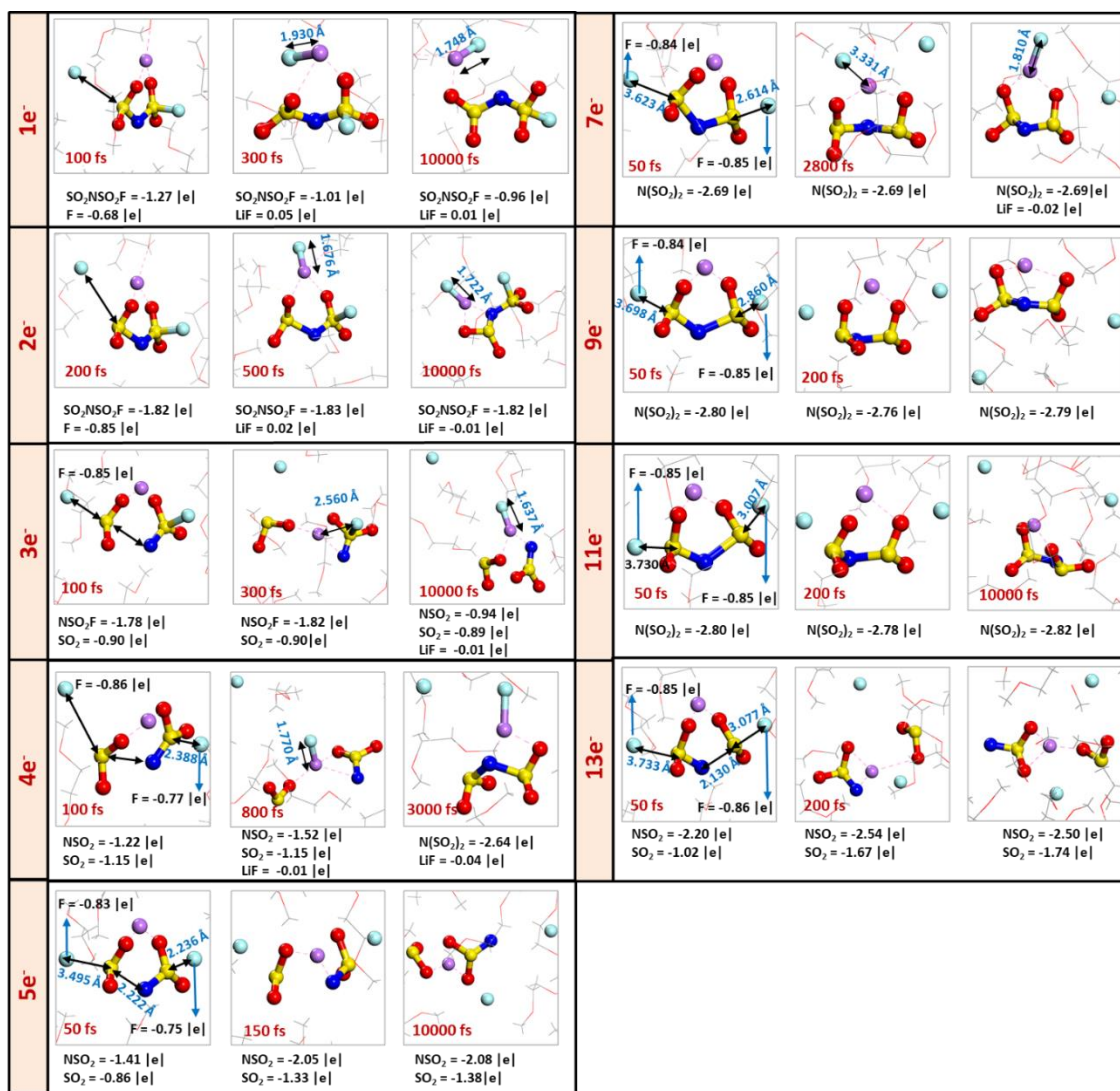 1e⁻
100 fs
1.930 Å
300 fs
1.748 Å
10000 fs
SO₂NSO₂F = -1.27 |e|
F = -0.68 |e|
SO₂NSO₂F = -1.01 |e|
LiF = 0.05 |e|
SO₂NSO₂F = -0.96 |e|
LiF = 0.01 |e|
2e⁻
200 fs
1.676 Å
500 fs
1.722 Å
10000 fs
SO₂NSO₂F = -1.82 |e|
F = -0.85 |e|
SO₂NSO₂F = -1.83 |e|
LiF = 0.02 |e|
SO₂NSO₂F = -1.82 |e|
LiF = -0.01 |e|
3e⁻
F = -0.85 |e|
100 fs
2.560 Å
300 fs
1.637 Å
10000 fs
NSO₂F = -1.78 |e|
SO₂ = -0.90 |e|
NSO₂F = -1.82 |e|
SO₂ = -0.90 |e|
NSO₂ = -0.94 |e|
SO₂ = -0.89 |e|
LiF = -0.01 |e|
4e⁻
F = -0.86 |e|
2.388 Å
F = -0.77 |e|
100 fs
1.770 Å
800 fs
3000 fs
NSO₂ = -1.22 |e|
SO₂ = -1.15 |e|
NSO₂ = -1.52 |e|
SO₂ = -1.15 |e|
LiF = -0.01 |e|
N(SO₂)₂ = -2.64 |e|
LiF = -0.04 |e|
5e⁻
F = -0.83 |e|
2.236 Å
3.495 Å
2.222 Å
F = -0.75 |e|
50 fs
150 fs
10000 fs
NSO₂ = -1.41 |e|
SO₂ = -0.86 |e|
NSO₂ = -2.05 |e|
SO₂ = -1.33 |e|
NSO₂ = -2.08 |e|
SO₂ = -1.38|e|
7e⁻
F = -0.84 |e|
3.623 Å
2.614 Å
F = -0.85 |e|
50 fs
3.331 Å
2800 fs
1.810 Å
N(SO₂)₂ = -2.69 |e|
N(SO₂)₂ = -2.69 |e|
N(SO₂)₂ = -2.69 |e|
LiF = -0.02 |e|
9e⁻
F = -0.84 |e|
3.698 Å
2.860 Å
F = -0.85 |e|
50 fs
200 fs
N(SO₂)₂ = -2.80 |e|
N(SO₂)₂ = -2.76 |e|
N(SO₂)₂ = -2.79 |e|
11e⁻
F = -0.85 |e|
3.007 Å
3.730 Å
F = -0.85 |e|
50 fs
200 fs
10000 fs
N(SO₂)₂ = -2.80 |e|
N(SO₂)₂ = -2.78 |e|
N(SO₂)₂ = -2.82 |e|
13e⁻
F = -0.85 |e|
3.077 Å
3.733 Å
2.130 Å
F = -0.86 |e|
50 fs
200 fs
NSO₂ = -2.20 |e|
SO₂ = -1.02 |e|
NSO₂ = -2.54 |e|
SO₂ = -1.67 |e|
NSO₂ = -2.50 |e|
SO₂ = -1.74 |e|